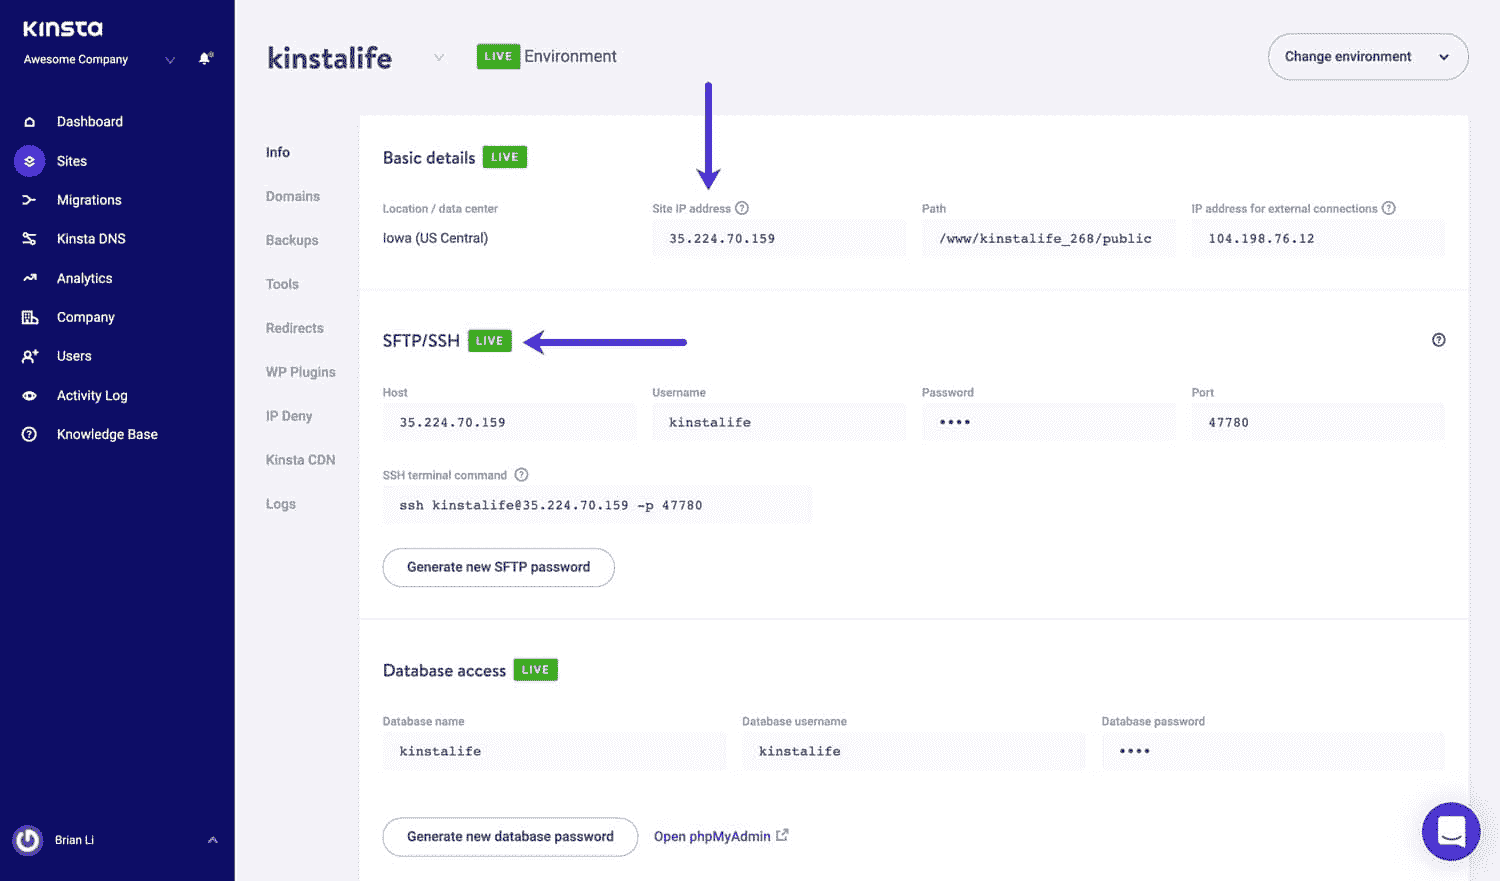 Kinsta
Awesome Company
Dashboard
Sites
Migrations
Kinsta DNS
Analytics
Company
Users
Activity Log
Knowledge Base
Brian Li
kinstalife
LIVE Environment
Change environment
Info
Domains
Backups
Tools
Redirects
WP Plugins
IP Deny
Kinsta CDN
Logs
Basic details LIVE
Location / data center
Iowa (US Central)
Site IP address ?
35.224.70.159
Path
/www/kinstalife_268/public
IP address for external connections ?
104.198.76.12
SFTP/SSH LIVE
?
Host
35.224.70.159
Username
kinstalife
Password
••••
Port
47780
SSH terminal command ?
ssh kinstalife@35.224.70.159 -p 47780
Generate new SFTP password
Database access LIVE
Database name
kinstalife
Database username
kinstalife
Database password
••••
Generate new database password
Open phpMyAdmin